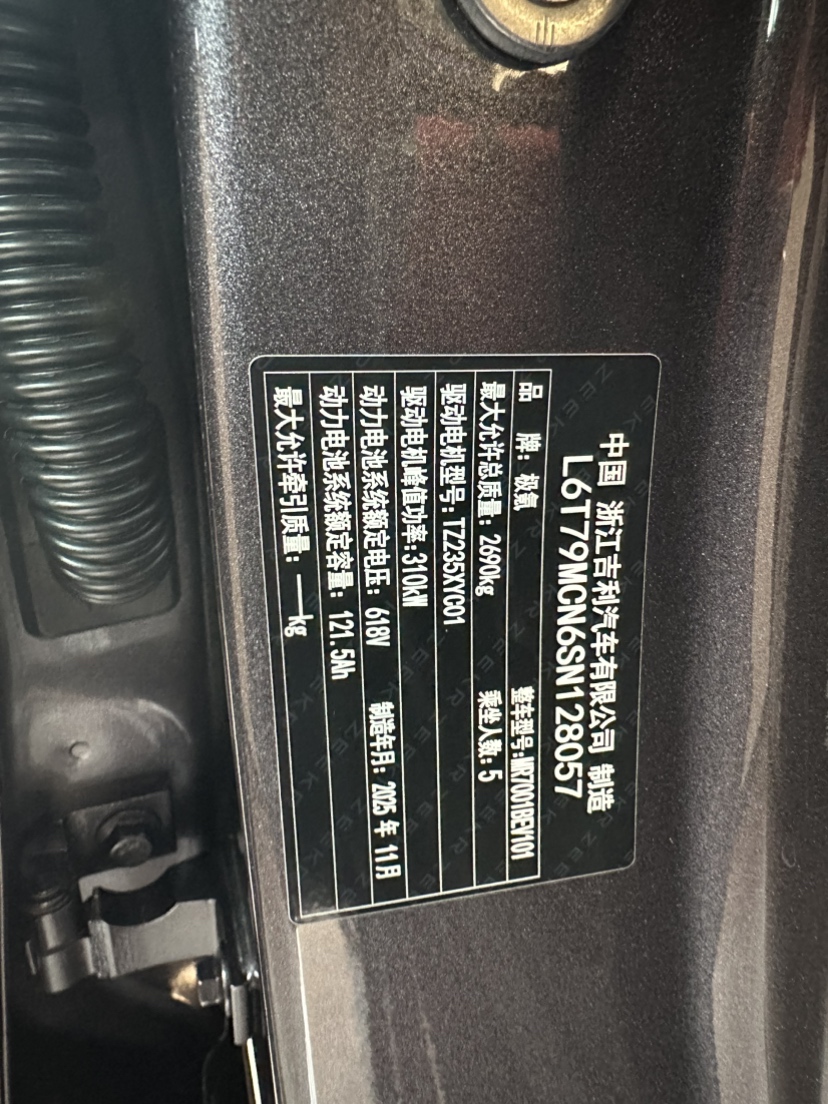 中国 浙江吉利汽车有限公司 制造
L6T79MCN6SN128057
品 牌: 极氪 整车型号:MR7001BEV101
最大允许总质量: 2690kg 乘坐人数: 5
驱动电机型号: TZ235XYC01
驱动电机峰值功率:310kW
动力电池系统额定电压: 618V 制造年月: 2025 年 11月
动力电池系统额定容量: 121.5Ah
最大允许牵引质量: —kg
ZEEKR